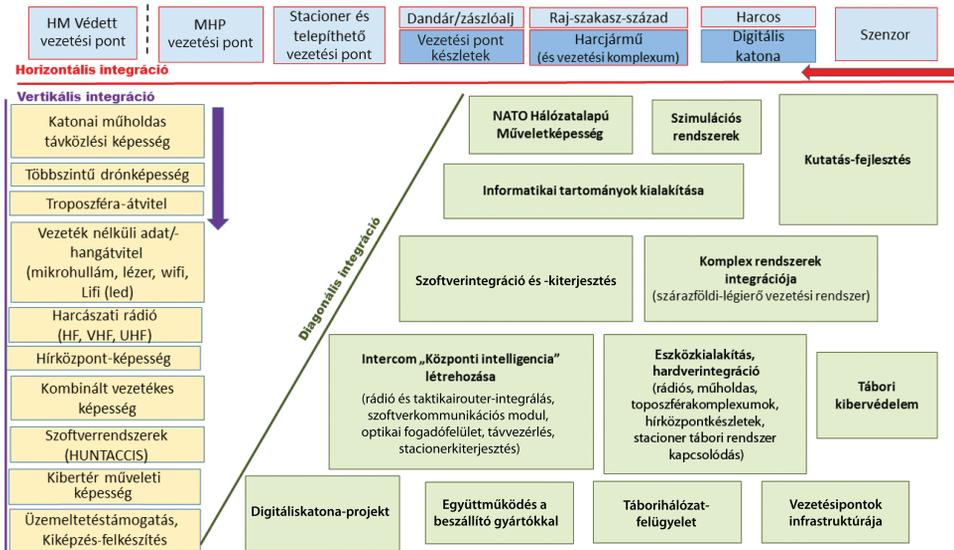 HM Védett
vezetési pont
MHP
vezetési pont
Stacioner és
telepíthető
vezetési pont
Dandár/zászlóalj
Vezetési pont
készletek
Raj-szakasz-század
Harcjármű
(és vezetési komplexum)
Harcos
Digitális
katona
Szenzor
Horizontális integráció
Vertikális integráció
Katonai műholdas
távközlési képesség
Többszintű drónképesség
Troposzféra-átvitel
Vezeték nélküli adat/-
hangátvitel
(mikrohullám, lézer, wifi,
Lifi (led)
Harcászati rádió
(HF, VHF, UHF)
Hírközpont-képesség
Kombinált vezetékes
képesség
Szoftverrendszerek
(HUNTACCIS)
Kibertér műveleti
képesség
Üzemeltetéstámogatás,
Kiképzés-felkészítés
Diagonális integráció
NATO Hálózatalapú
Műveletképesség
Szimulációs
rendszerek
Kutatás-fejlesztés
Informatikai tartományok kialakítása
Szoftverintegráció és -kiterjesztés
Komplex rendszerek
integrációja
(szárazföldi-légierő vezetési rendszer)
Intercom „Központi intelligencia”
létrehozása
(rádió és taktikairouter-integrálás,
szoftverkommunikációs modul,
optikai fogadófelület, távvezérlés,
stacionerkiterjesztés)
Eszközkialakítás,
hardverintegráció
(rádiós, műholdas,
toposzférakomplexumok,
hírközpontkészletek,
stacioner tábori rendszer
kapcsolódás)
Tábori
kibervédelem
Digitáliskatona-projekt
Együttműködés a
beszállító gyártókkal
Táborihálózat-
felügyelet
Vezetésipontok
infrastruktúrája